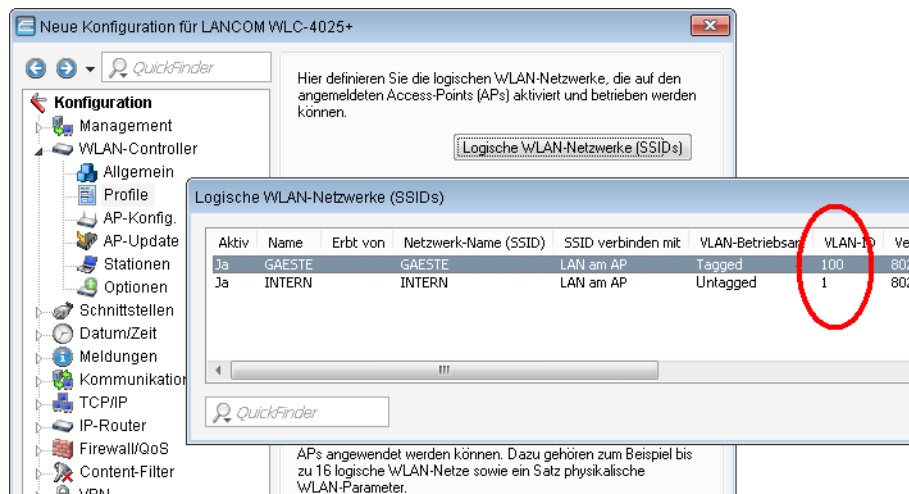 Neue Konfiguration für LANCOM WLC-4025+
QuickFinder
Konfiguration
Management
WLAN-Controller
Allgemein
Profile
AP-Konfig.
AP-Update
Stationen
Optionen
Schnittstellen
Datum/Zeit
Meldungen
Kommunikation
TCP/IP
IP-Router
Firewall/QoS
Content-Filter
VPN
Hier definieren Sie die logischen WLAN-Netzwerke, die auf den
angemeldeten Access-Points (APs) aktiviert und betrieben werden
können.
Logische WLAN-Netzwerke (SSIDs)
Logische WLAN-Netzwerke (SSIDs)
Aktiv Name Erbt von Netzwerk-Name (SSID) SSID verbinden mit VLAN-Betriebsart VLAN-ID Ve
Ja GAESTE GAESTE LAN am AP Tagged 100 802
Ja INTERN INTERN LAN am AP Untagged 1 802
QuickFinder
APs angewendet werden können. Dazu gehören zum Beispiel bis
zu 16 logische WLAN-Netze sowie ein Satz physikalische
WLAN-Parameter.